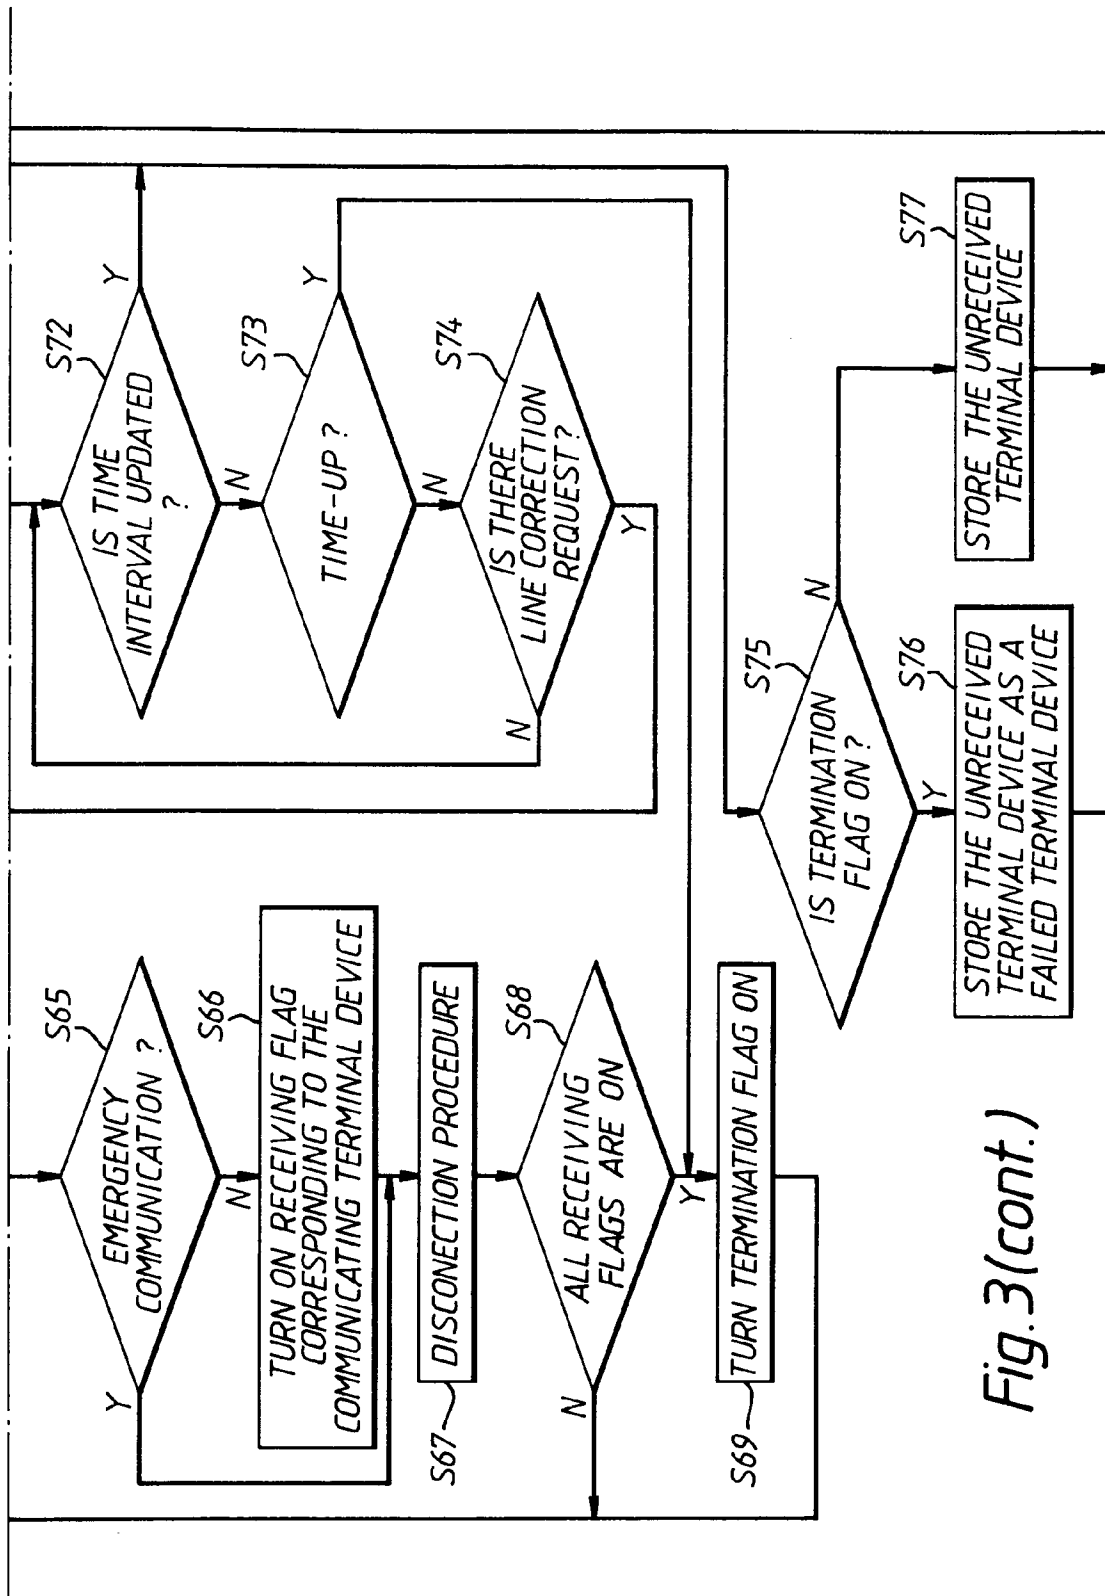 S65
EMERGENCY
COMMUNICATION ?
Y
N
S66
TURN ON RECEIVING FLAG
CORRESPONDING TO THE
COMMUNICATING TERMINAL DEVICE
S67
DISCONECTION PROCEDURE
S68
ALL RECEIVING
FLAGS ARE ON
N
Y
S69
TURN TERMINATION FLAG ON
S72
IS TIME
INTERVAL UPDATED
?
Y
N
S73
TIME-UP ?
Y
N
S74
IS THERE
LINE CORRECTION
REQUEST?
N
Y
S75
IS TERMINATION
FLAG ON ?
N
Y
S76
STORE THE UNRECEIVED
TERMINAL DEVICE AS A
FAILED TERMINAL DEVICE
S77
STORE THE UNRECEIVED
TERMINAL DEVICE
Fig.3(cont.)